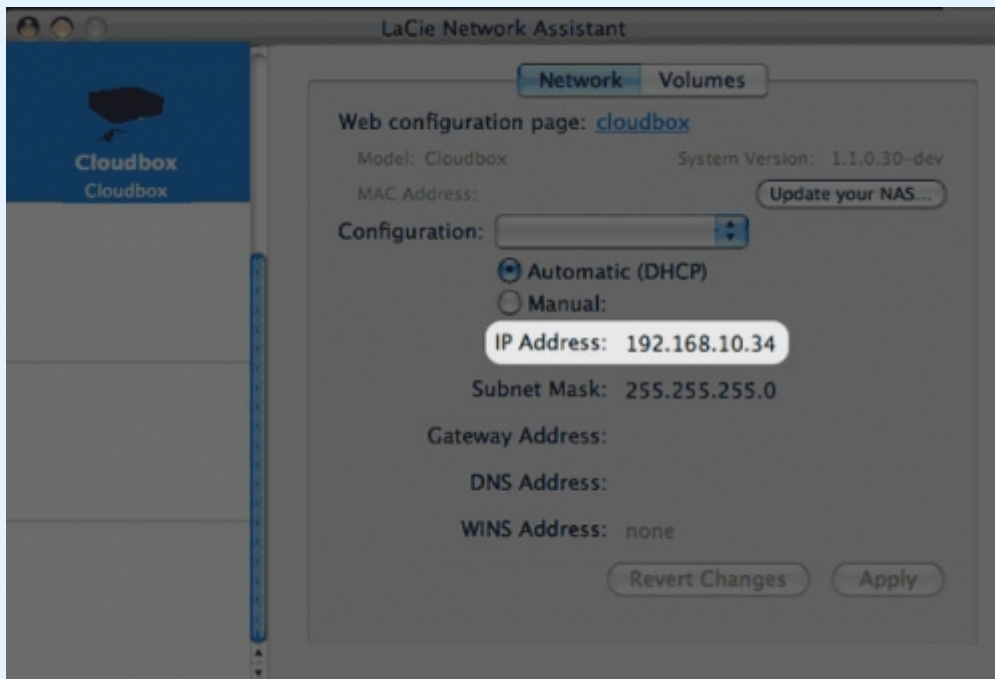 LaCie Network Assistant
Network Volumes
Web configuration page: cloudbox
Cloudbox
Cloudbox
Model: Cloudbox System Version: 1.1.0.30-dev
MAC Address: Update your NAS...
Configuration:
Automatic (DHCP)
Manual:
IP Address: 192.168.10.34
Subnet Mask: 255.255.255.0
Gateway Address:
DNS Address:
WINS Address: none
Revert Changes Apply